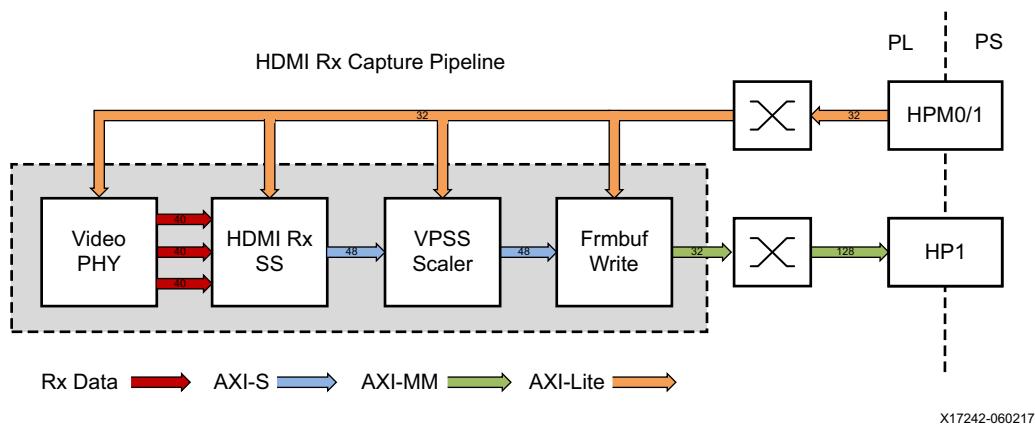 PL
PS
HDMI Rx Capture Pipeline
32
32
HPM0/1
Video
PHY
40
40
40
HDMI Rx
SS
48
VPSS
Scaler
48
Frmbuf
Write
32
128
HP1
Rx Data
AXI-S
AXI-MM
AXI-Lite
X17242-060217